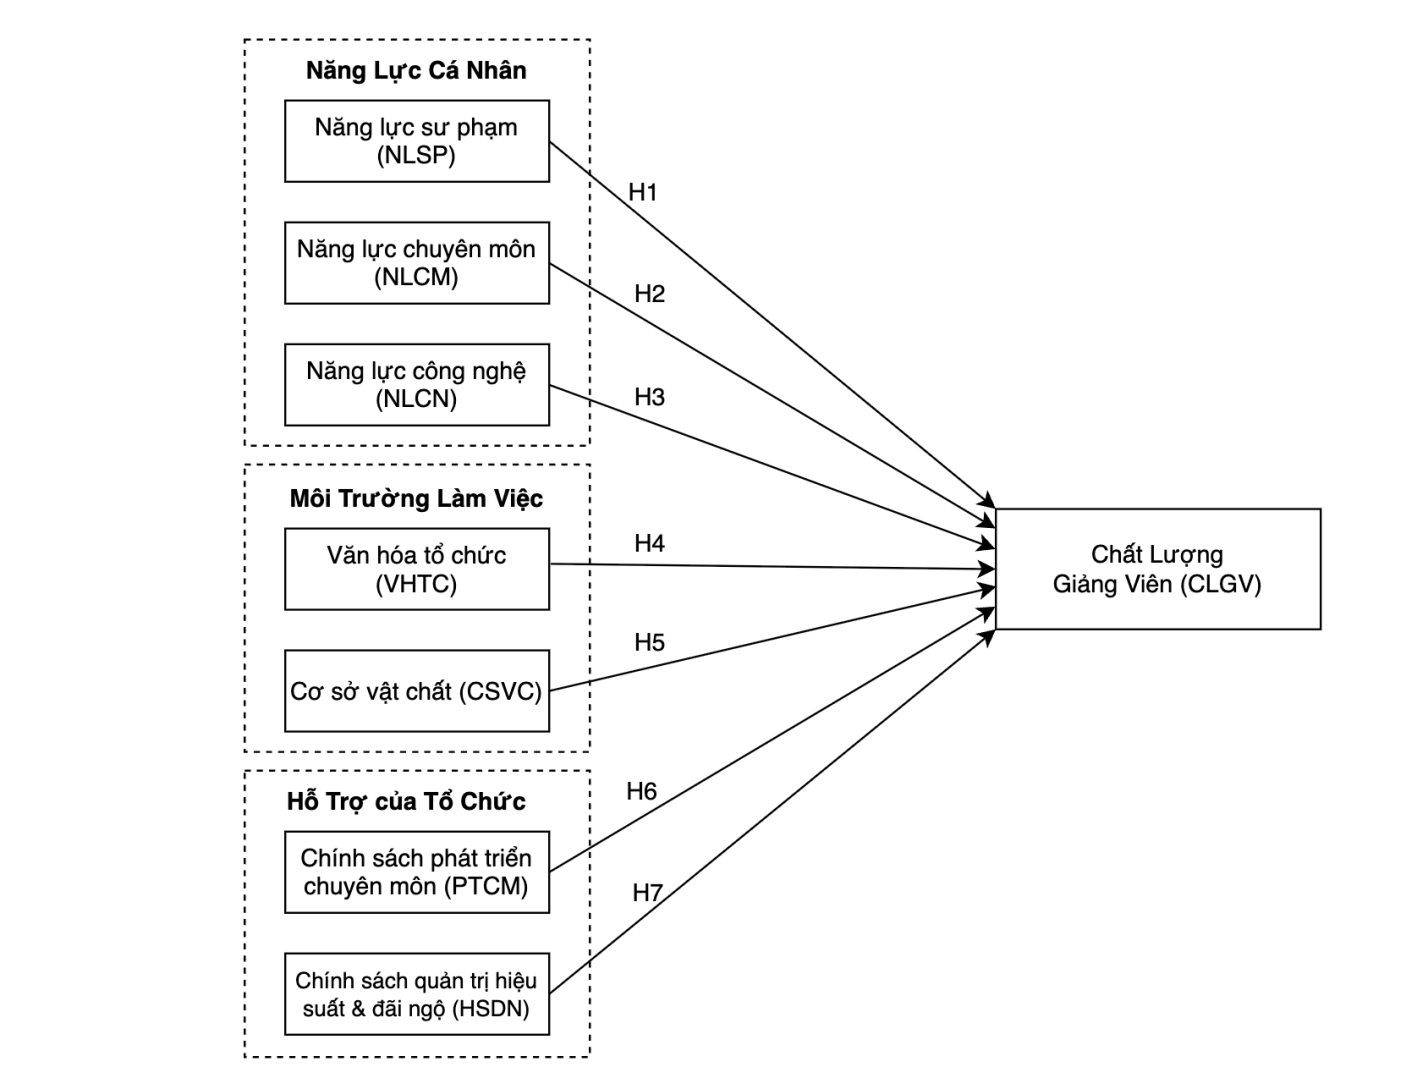 Năng Lực Cá Nhân
Năng lực sư phạm
(NLSP)
H1
Năng lực chuyên môn
(NLCM)
H2
Năng lực công nghệ
(NLCN)
H3
Môi Trường Làm Việc
Văn hóa tổ chức
(VHTC)
H4
Cơ sở vật chất (CSVC)
H5
Hỗ Trợ của Tổ Chức
Chính sách phát triển
chuyên môn (PTCM)
H6
Chính sách quản trị hiệu
suất & đãi ngộ (HSDN)
H7
Chất Lượng
Giảng Viên (CLGV)